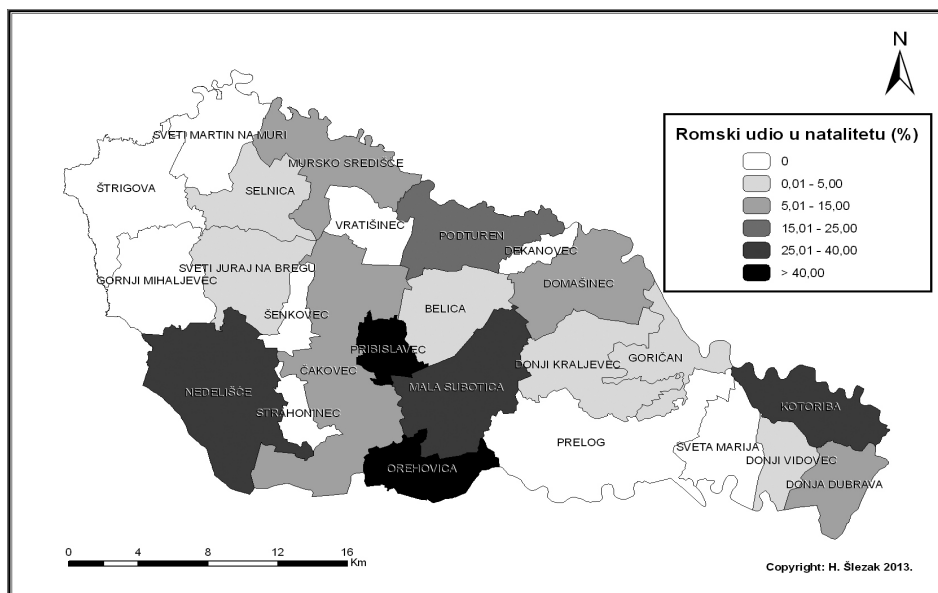 N
Romski udio u natalitetu (%)
0
0,01 - 5,00
5,01 - 15,00
15,01 - 25,00
25,01 - 40,00
> 40,00
SVETI MARTIN NA MURI
MURSKO SREDIŠĆE
ŠTRIGOVA
SELNICA
VRATIŠINEC
PODTUREN
DEKANOVEC
SVETI JURAJ NA BREGU
GORNJI MIHALJEVEC
DOMAŠINEC
BELICA
ŠENKOVEC
PRIBISLAVEC
GORIČAN
DONJI KRALJEVEC
ČAKOVEC
MALA SUBOTICA
NEDELIŠĆE
KOTORIBA
STRAHONINEC
PRELOG
SVETA MARIJA
DONJI VIDOVEC
OREHOVICA
DONJA DUBRAVA
0 4 8 12 16
Km
Copyright: H. Šlezak 2013.